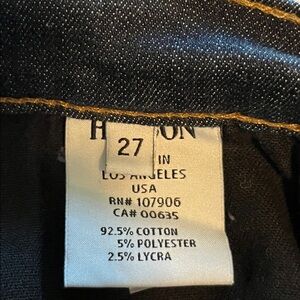 27
IN
LOS ANGELES
USA
RN# 107906
CA# 00635
92.5% COTTON
5% POLYESTER
2.5% LYCRA